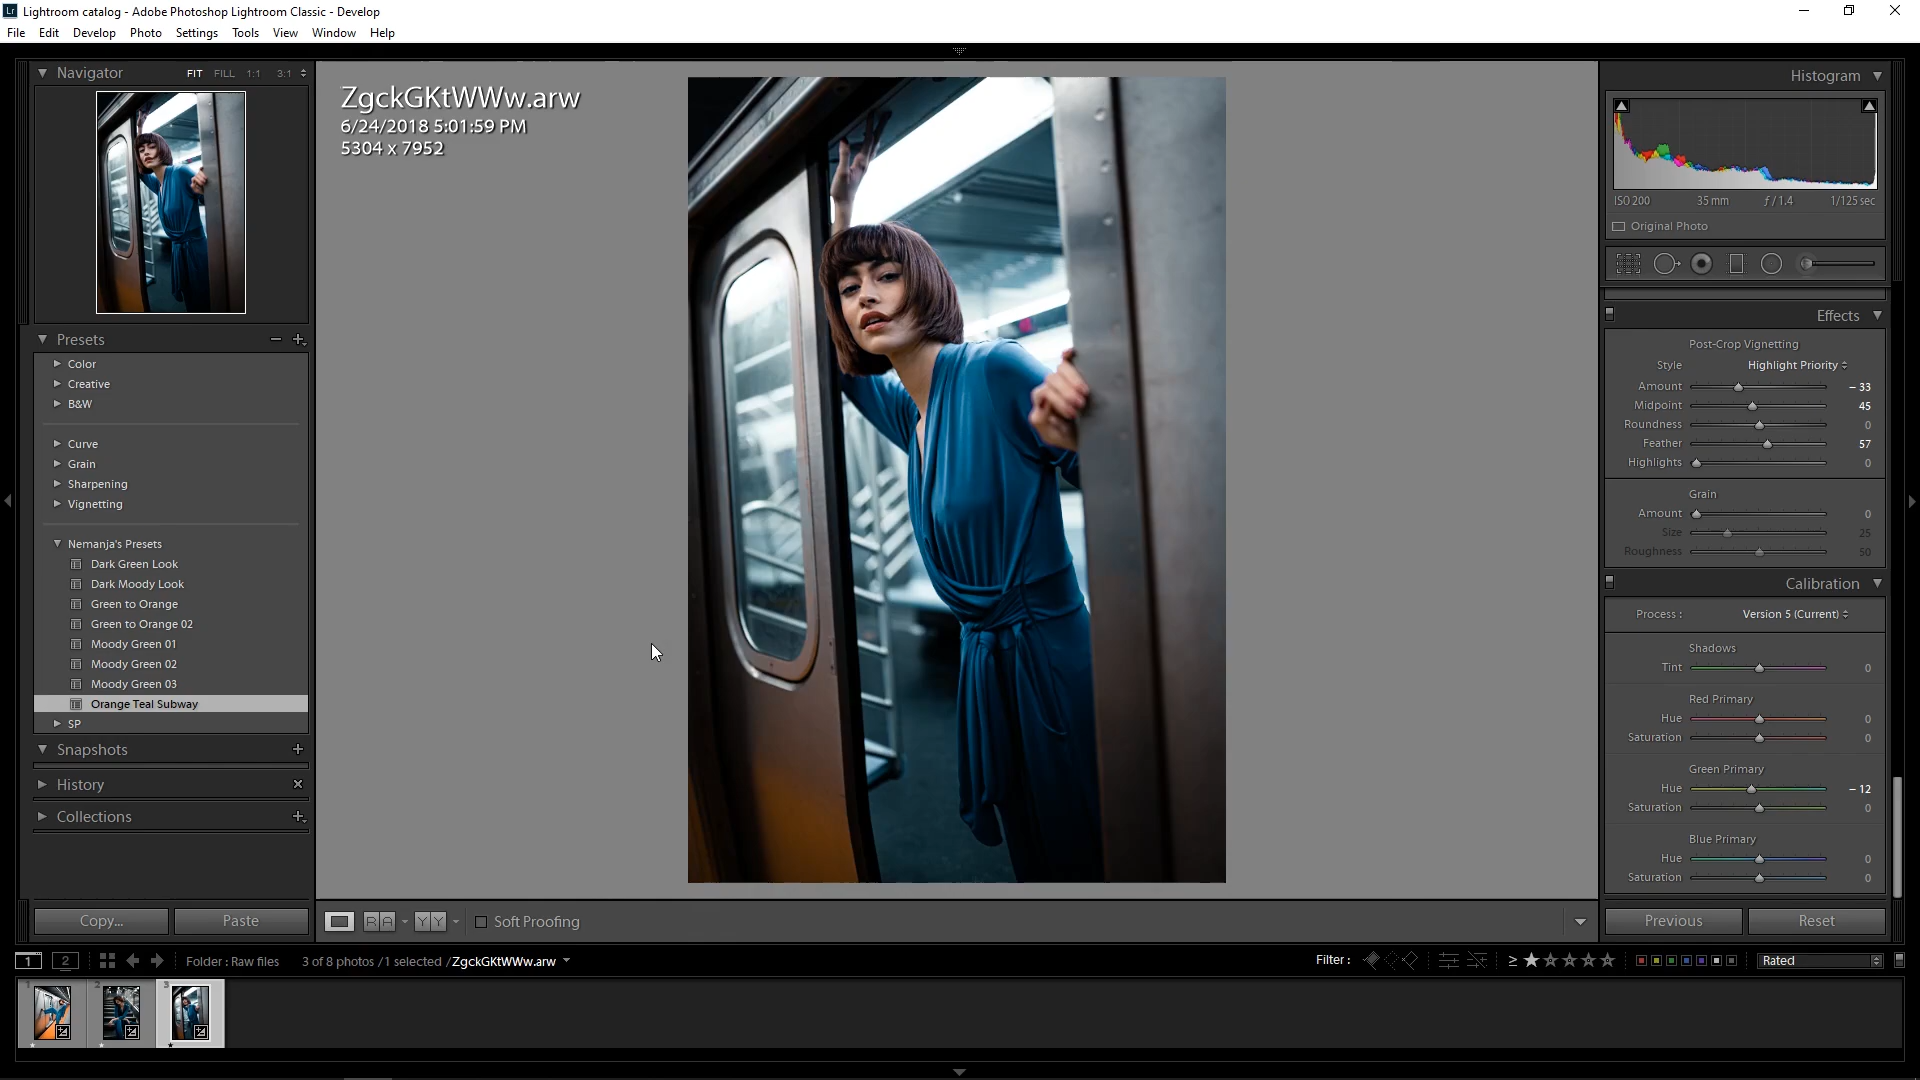 Lr Lightroom catalog - Adobe Photoshop Lightroom Classic - Develop
File Edit Develop Photo Settings Tools View Window Help
Navigator FIT FILL 1:1 3:1
Presets
Color
Creative
B&W
Curve
Grain
Sharpening
Vignetting
Nemanja's Presets
Dark Green Look
Dark Moody Look
Green to Orange
Green to Orange 02
Moody Green 01
Moody Green 02
Moody Green 03
Orange Teal Subway
SP
Snapshots
History
Collections
Copy... Paste
ZgckGKtWWw.arw
6/24/2018 5:01:59 PM
5304 x 7952
R A Y Y Soft Proofing
Histogram
ISO 200 35 mm ƒ / 1.4 1/125 sec
Original Photo
Effects
Post-Crop Vignetting
Style Highlight Priority
Amount – 33
Midpoint 45
Roundness 0
Feather 57
Highlights 0
Grain
Amount 0
Size 25
Roughness 50
Calibration
Process : Version 5 (Current)
Shadows
Tint 0
Red Primary
Hue 0
Saturation 0
Green Primary
Hue – 12
Saturation 0
Blue Primary
Hue 0
Saturation 0
Previous Reset
1 2 Folder : Raw files 3 of 8 photos / 1 selected / ZgckGKtWWw.arw Filter : ≥ Rated
1 2 3